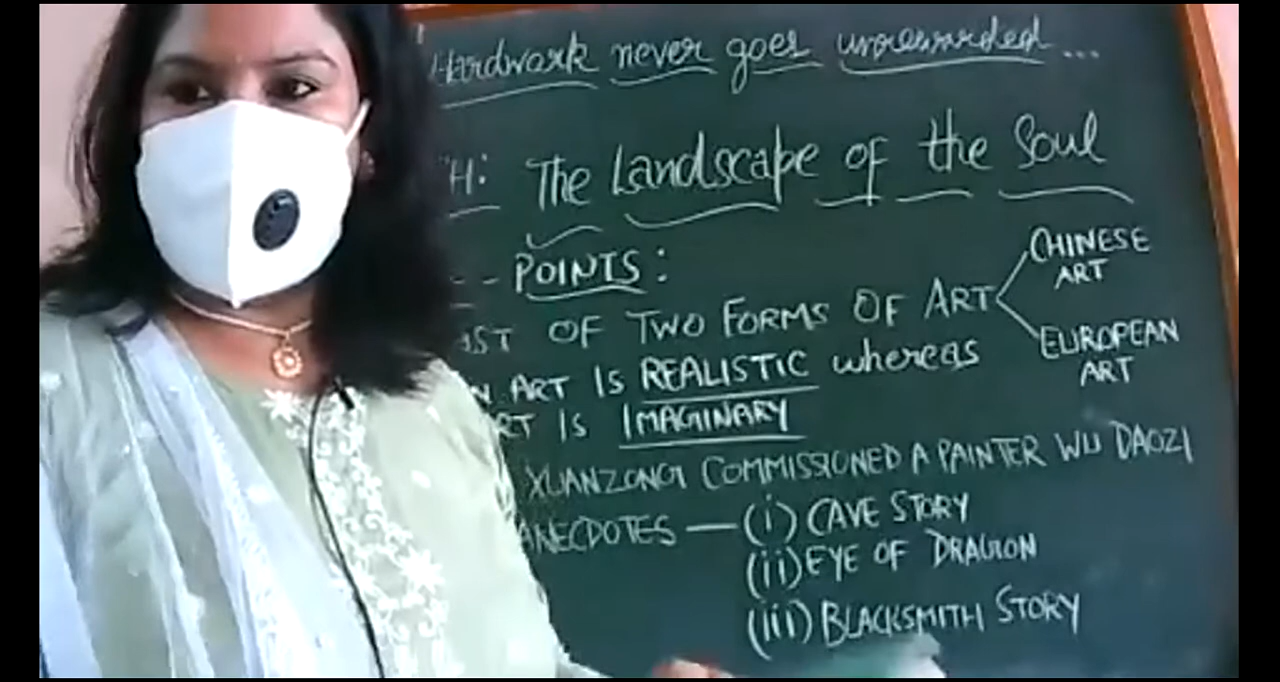 Hardwork never goes unrewarded...
H: The Landscape of the Soul
POINTS:
CHINESE
ART
OF TWO FORMS OF ART
EUROPEAN
ART
ART IS REALISTIC whereas
IS IMAGINARY
XUANZONG COMMISSIONED A PAINTER WU DAOZI
ANECDOTES — (i) CAVE STORY
(ii) EYE OF DRAGON
(iii) BLACKSMITH STORY